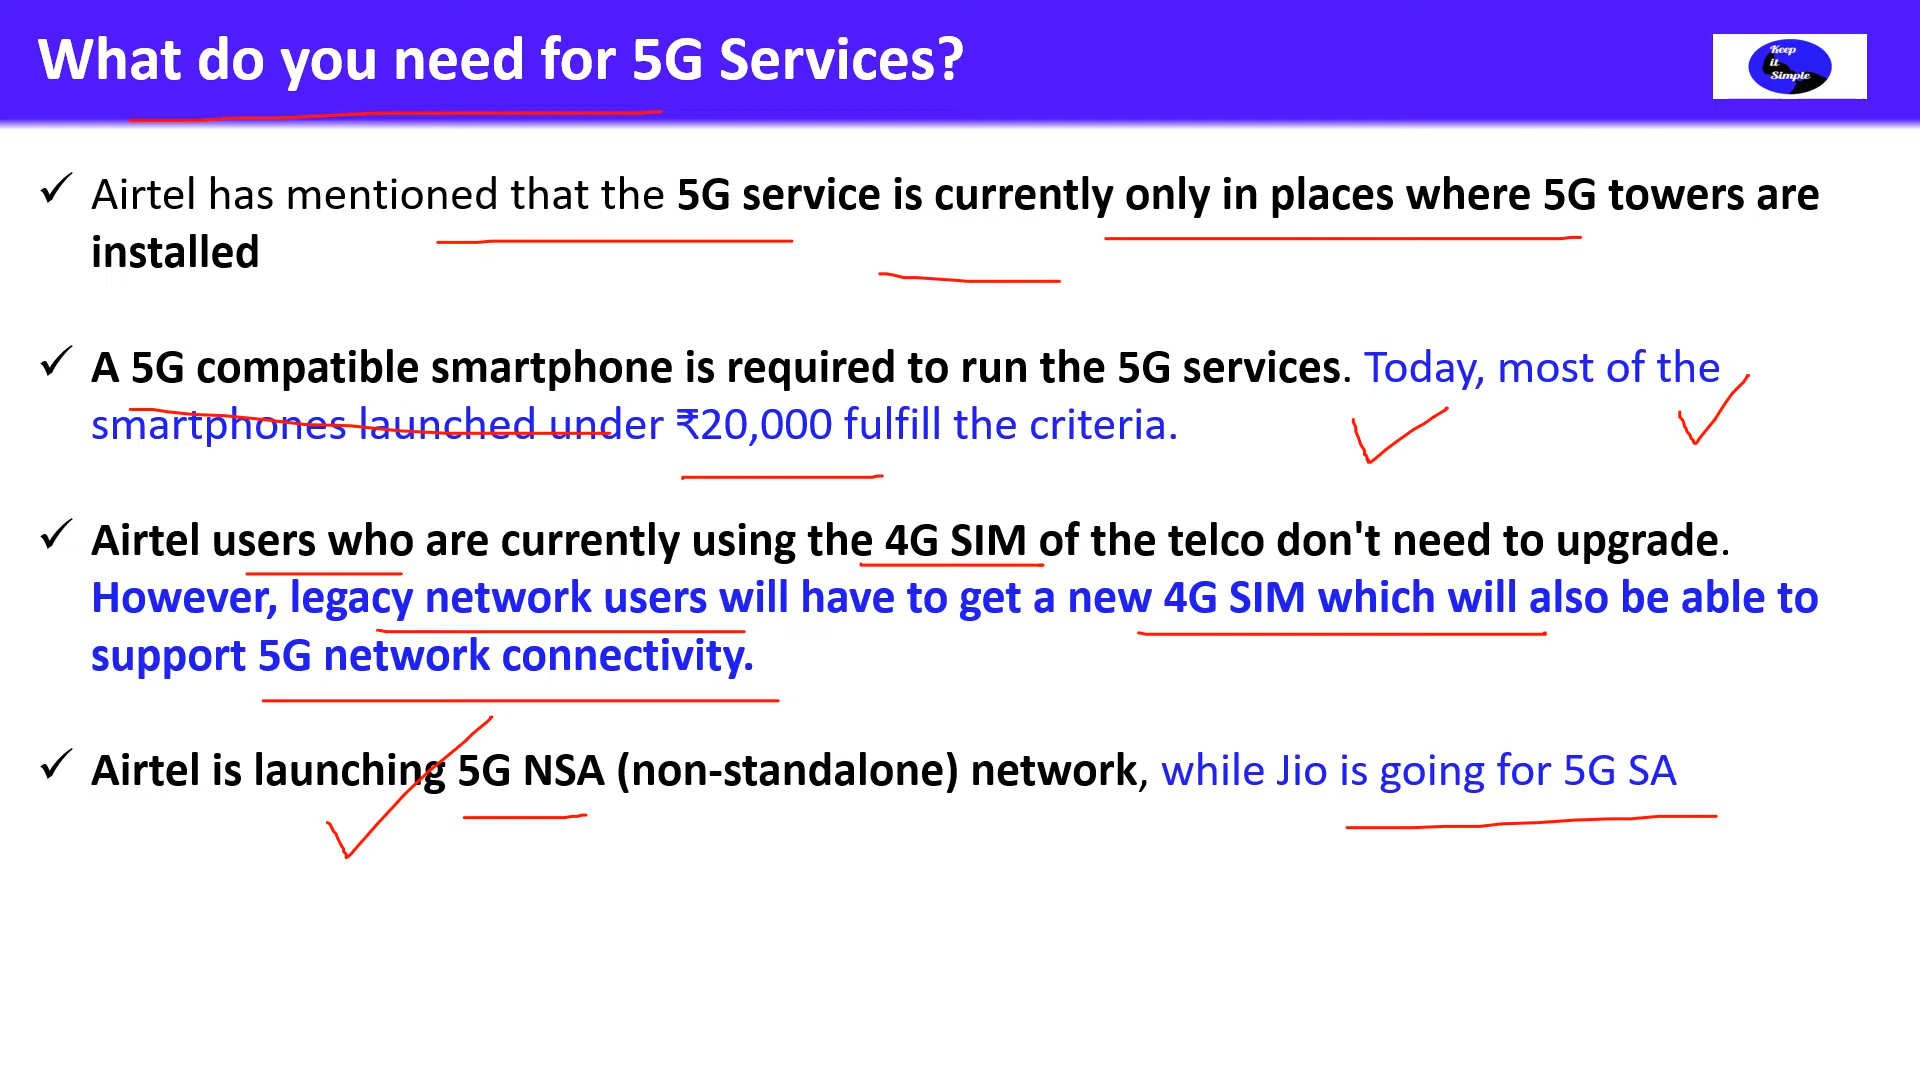 What do you need for 5G Services?
Keep
it
Simple
✓ Airtel has mentioned that the 5G service is currently only in places where 5G towers are
installed
✓ A 5G compatible smartphone is required to run the 5G services. Today, most of the
smartphones launched under ₹20,000 fulfill the criteria.
✓ Airtel users who are currently using the 4G SIM of the telco don't need to upgrade.
However, legacy network users will have to get a new 4G SIM which will also be able to
support 5G network connectivity.
✓ Airtel is launching 5G NSA (non-standalone) network, while Jio is going for 5G SA